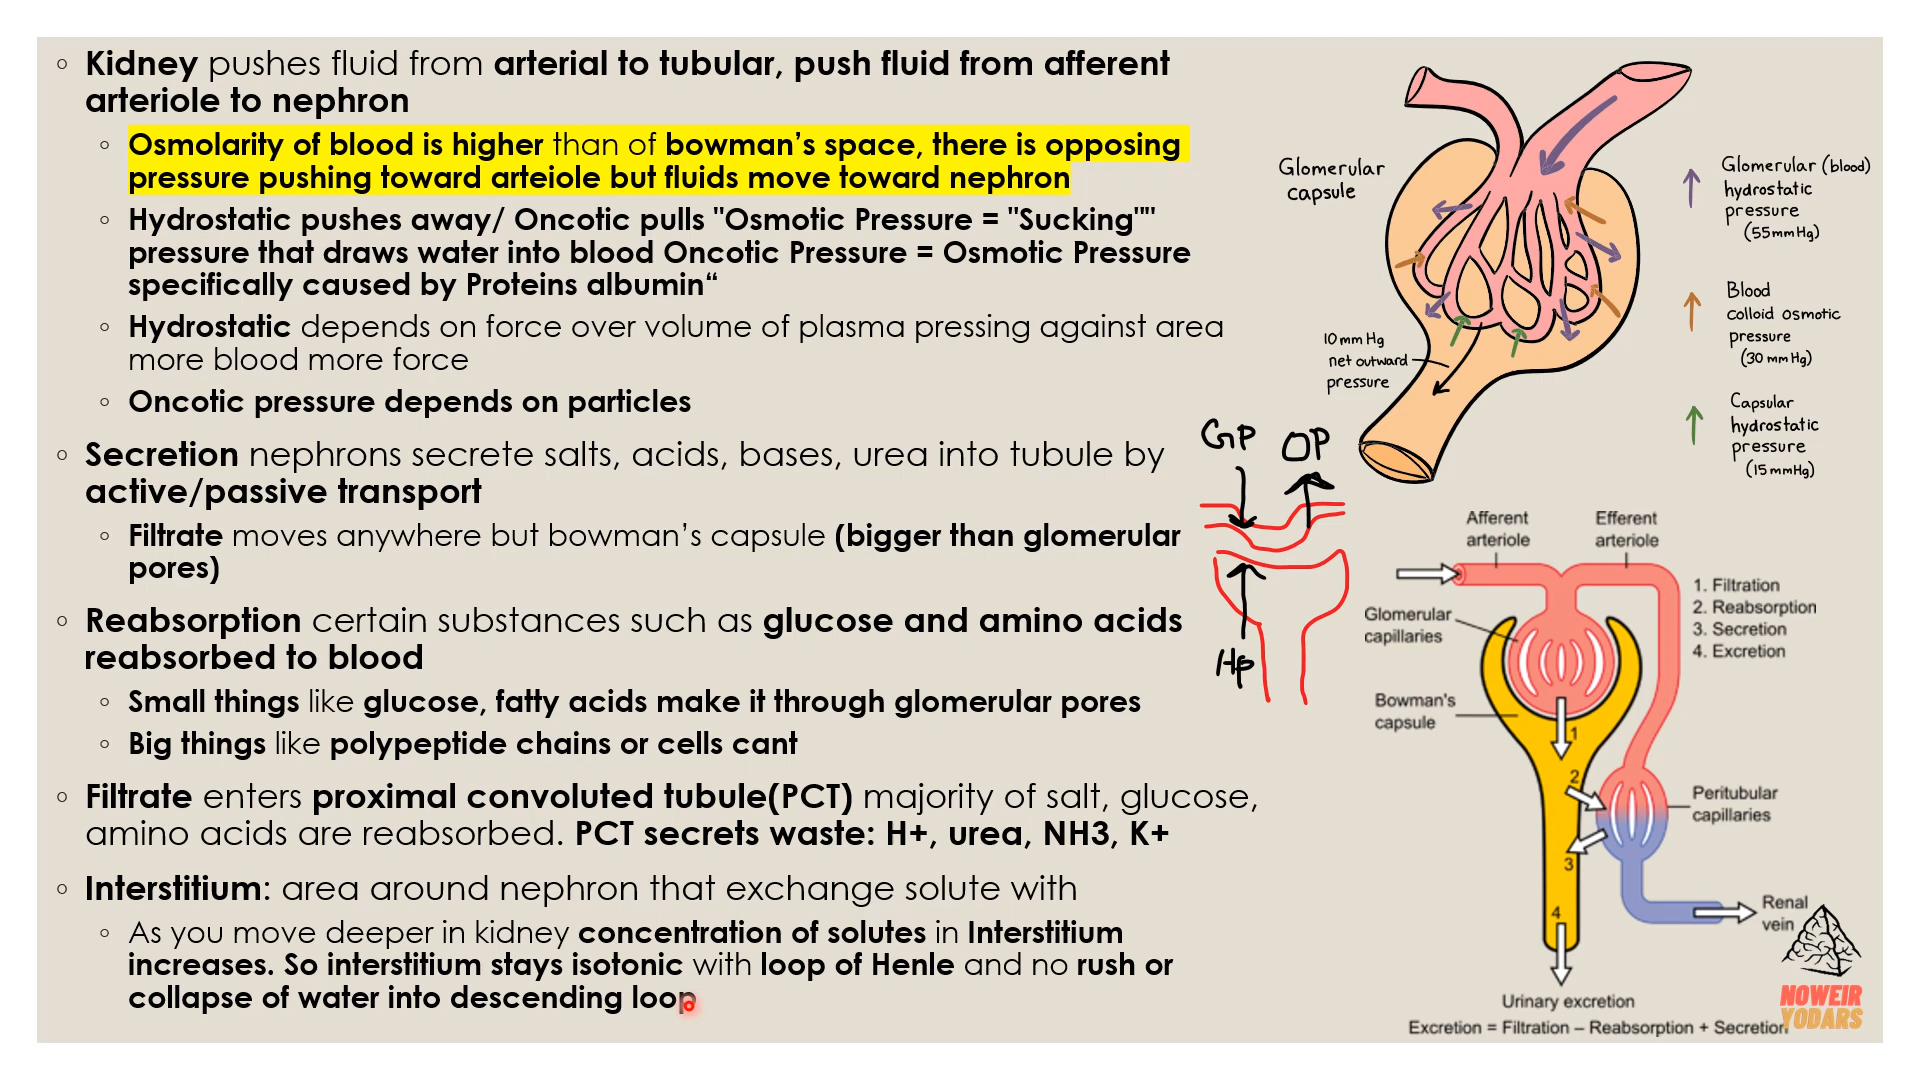 ◦ Kidney pushes fluid from arterial to tubular, push fluid from afferent
arteriole to nephron
◦ Osmolarity of blood is higher than of bowman’s space, there is opposing
pressure pushing toward arteiole but fluids move toward nephron
◦ Hydrostatic pushes away/ Oncotic pulls "Osmotic Pressure = "Sucking""
pressure that draws water into blood Oncotic Pressure = Osmotic Pressure
specifically caused by Proteins albumin“
◦ Hydrostatic depends on force over volume of plasma pressing against area
more blood more force
◦ Oncotic pressure depends on particles
◦ Secretion nephrons secrete salts, acids, bases, urea into tubule by
active/passive transport
◦ Filtrate moves anywhere but bowman’s capsule (bigger than glomerular
pores)
◦ Reabsorption certain substances such as glucose and amino acids
reabsorbed to blood
◦ Small things like glucose, fatty acids make it through glomerular pores
◦ Big things like polypeptide chains or cells cant
◦ Filtrate enters proximal convoluted tubule(PCT) majority of salt, glucose,
amino acids are reabsorbed. PCT secrets waste: H+, urea, NH3, K+
◦ Interstitium: area around nephron that exchange solute with
◦ As you move deeper in kidney concentration of solutes in Interstitium
increases. So interstitium stays isotonic with loop of Henle and no rush or
collapse of water into descending loop
Glomerular
capsule
Glomerular (blood)
hydrostatic
pressure
(55mmHg)
Blood
colloid osmotic
pressure
(30 mmHg)
10mmHg
net outward
pressure
Capsular
hydrostatic
pressure
(15mmHg)
GP
OP
Hp
Afferent
arteriole
Efferent
arteriole
1. Filtration
2. Reabsorption
3. Secretion
4. Excretion
Glomerular
capillaries
Bowman's
capsule
1
2
3
4
Peritubular
capillaries
Renal
vein
Urinary excretion
Excretion = Filtration – Reabsorption + Secretion
NOWEIR
YODARS